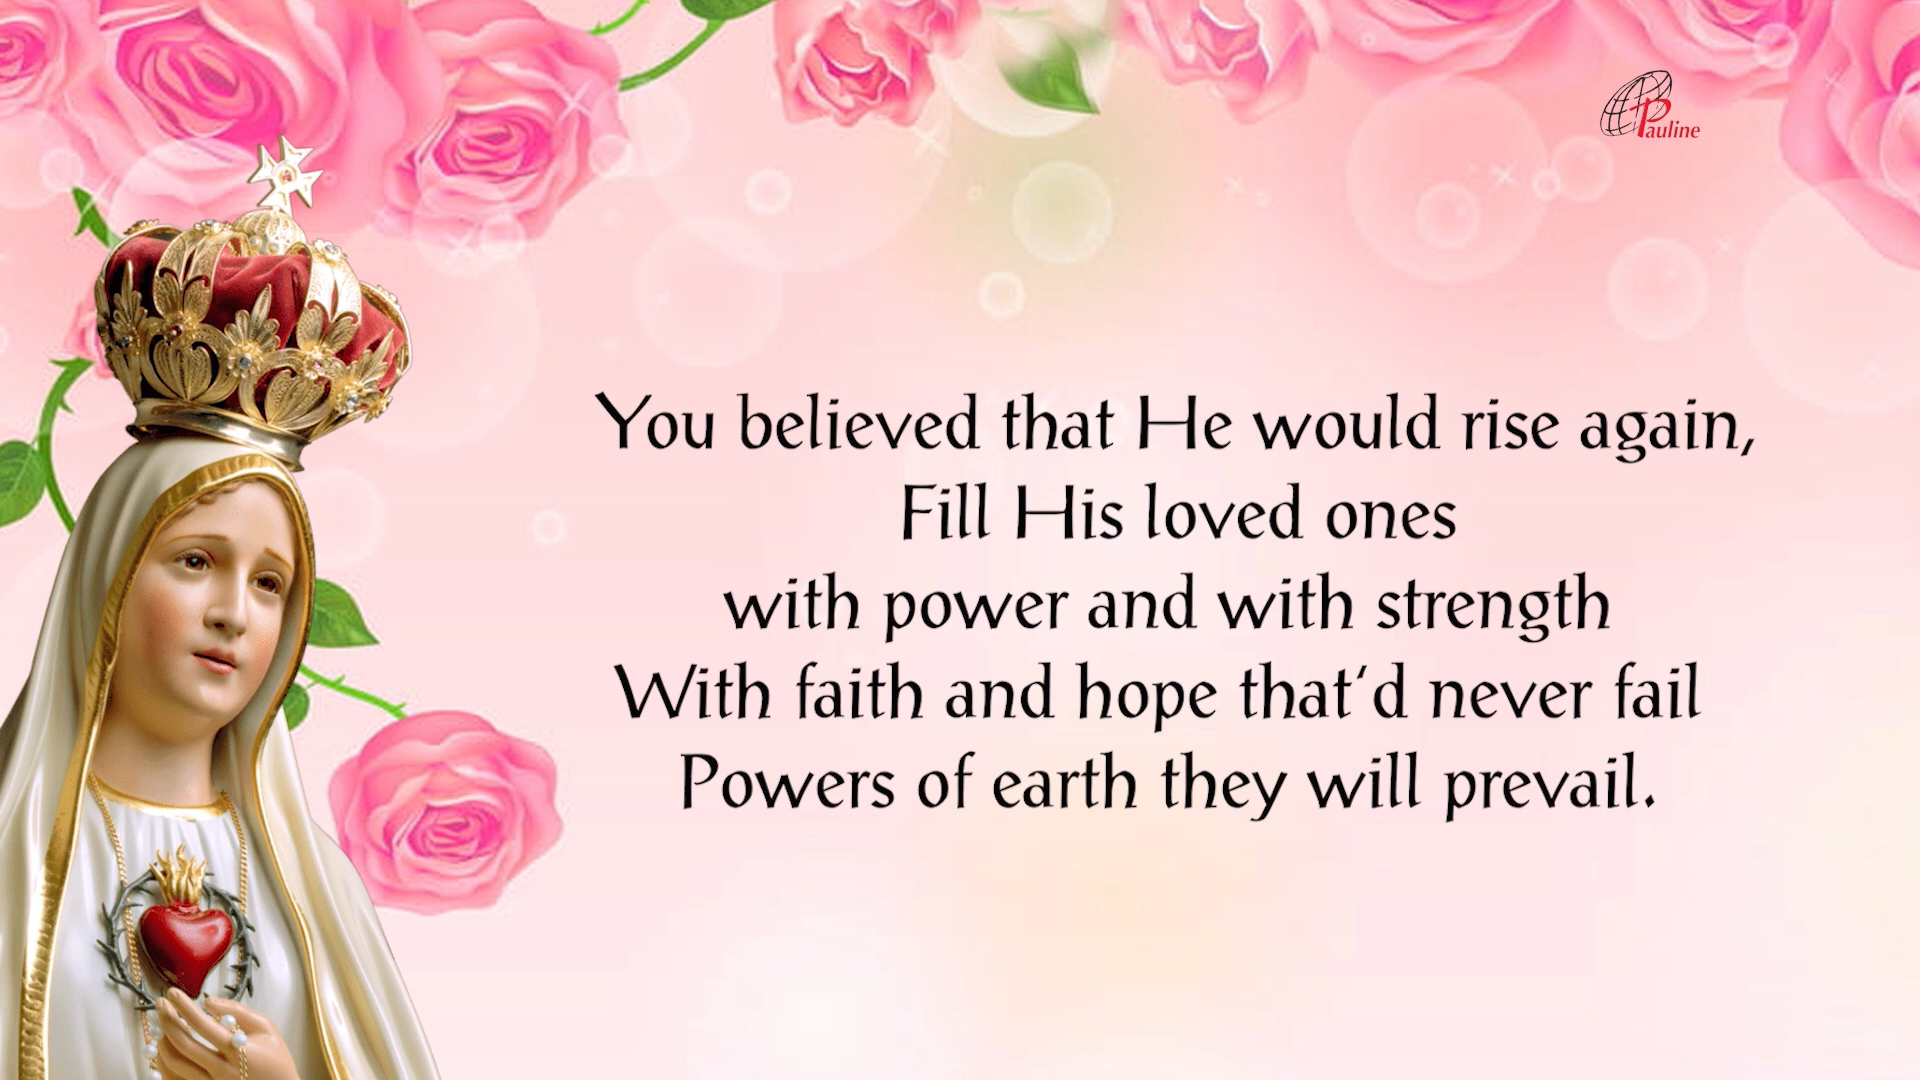 Pauline
You believed that He would rise again,
Fill His loved ones
with power and with strength
With faith and hope that'd never fail
Powers of earth they will prevail.